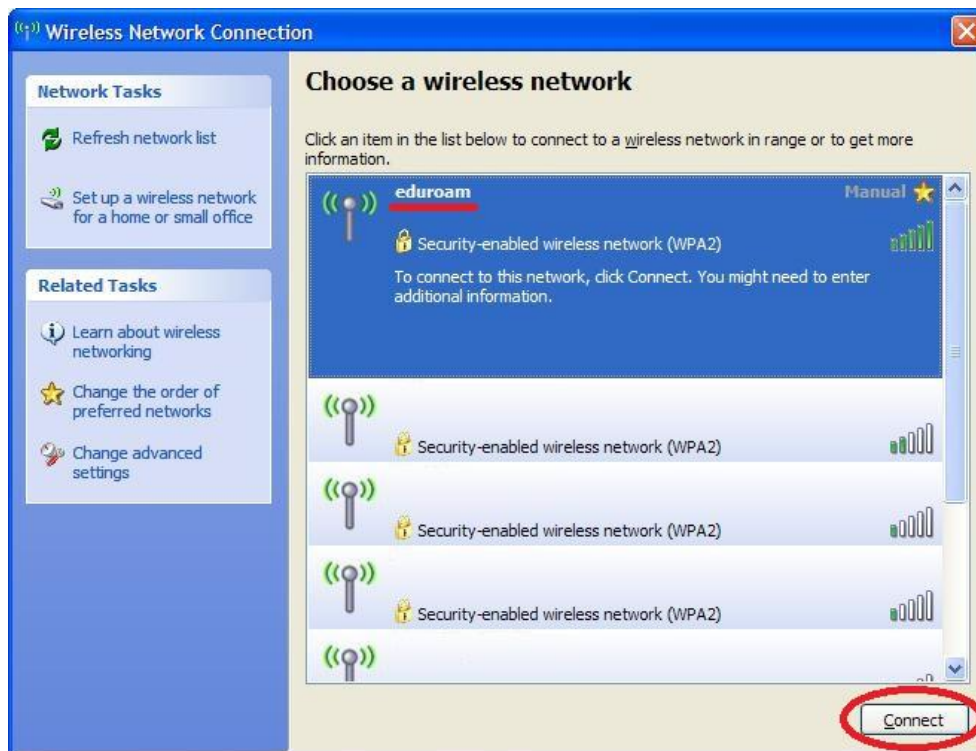 Wireless Network Connection
Network Tasks
Refresh network list
Set up a wireless network
for a home or small office
Related Tasks
Learn about wireless
networking
Change the order of
preferred networks
Change advanced
settings
Choose a wireless network
Click an item in the list below to connect to a wireless network in range or to get more
information.
eduroam Manual
Security-enabled wireless network (WPA2)
To connect to this network, click Connect. You might need to enter
additional information.
Security-enabled wireless network (WPA2)
Security-enabled wireless network (WPA2)
Security-enabled wireless network (WPA2)
Connect